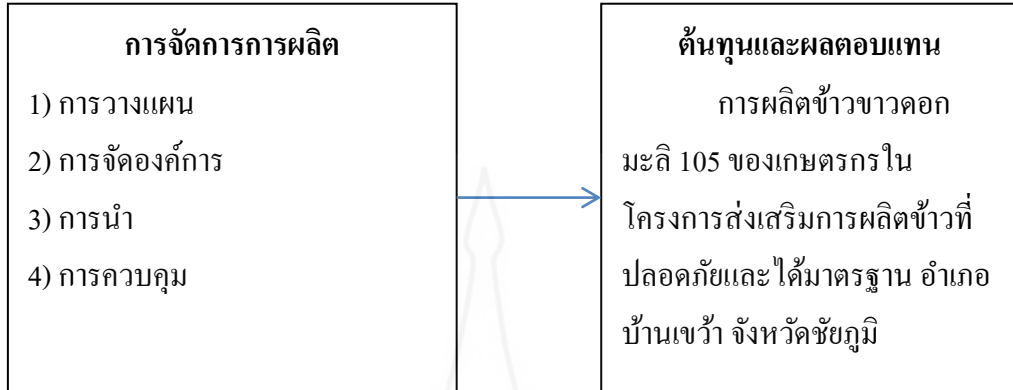 การจัดการการผลิต
1) การวางแผน
2) การจัดองค์การ
3) การนำ
4) การควบคุม
ต้นทุนและผลตอบแทน
การผลิตข้าวขาวดอก
มะลิ 105 ของเกษตรกรใน
โครงการส่งเสริมการผลิตข้าวที่
ปลอดภัยและได้มาตรฐาน อำเภอ
บ้านเขว้า จังหวัดชัยภูมิ